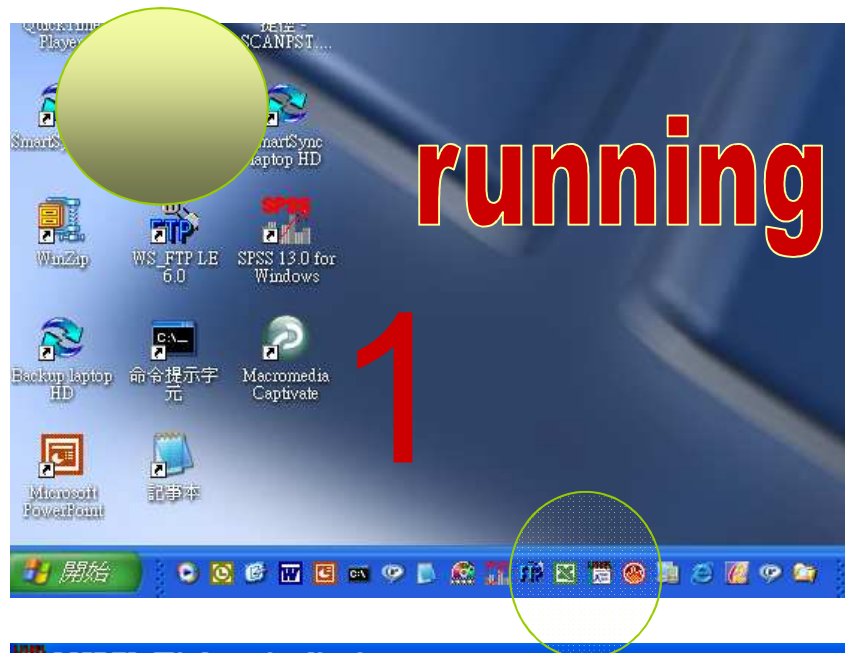 Player
SCANPST....
running
SmartSync
laptop HD
WinZip
WS_FTP LE
6.0
SPSS 13.0 for
Windows
1
Backup laptop
HD
命令提示字
元
Macromedia
Captivate
Microsoft
PowerPoint
記事本
開始